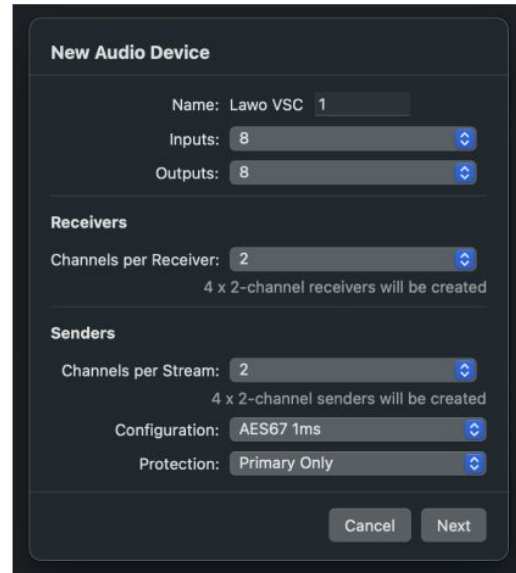 New Audio Device
Name: Lawo VSC 1
Inputs: 8
Outputs: 8
Receivers
Channels per Receiver: 2
4 x 2-channel receivers will be created
Senders
Channels per Stream: 2
4 x 2-channel senders will be created
Configuration: AES67 1ms
Protection: Primary Only
Cancel Next